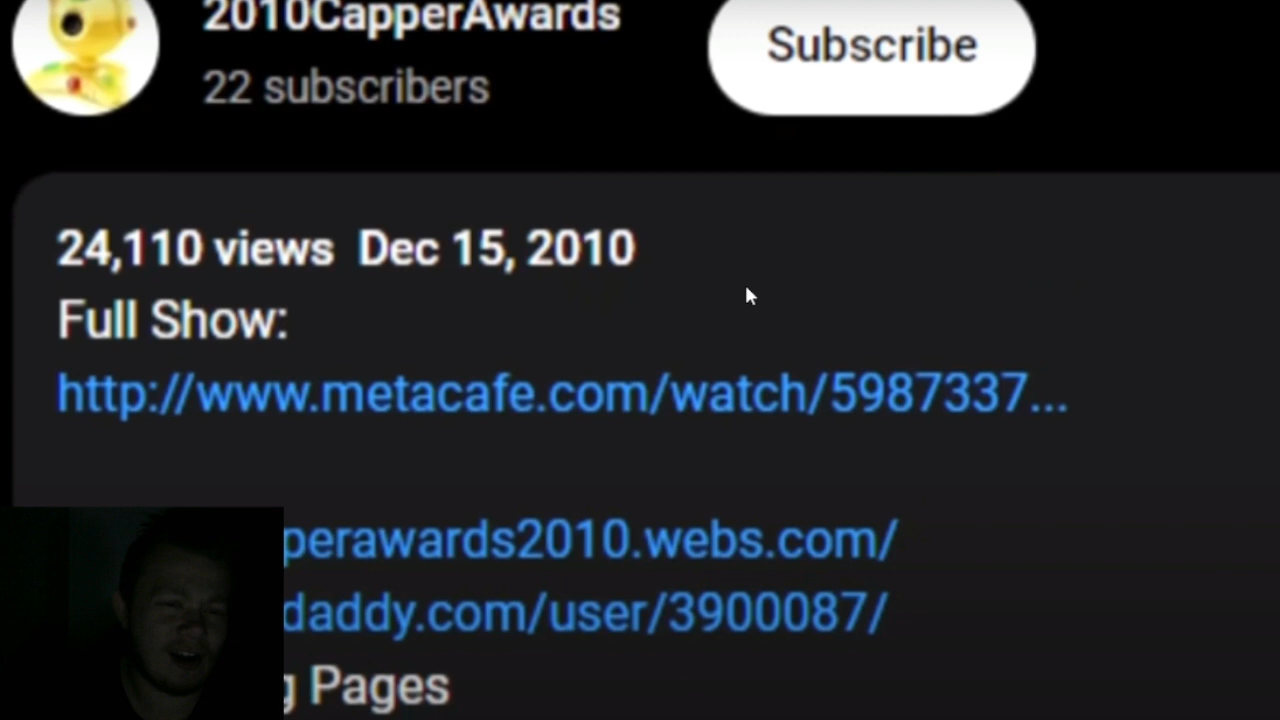 2010CapperAwards
22 subscribers
Subscribe
24,110 views Dec 15, 2010
Full Show:
http://www.metacafe.com/watch/5987337...
perawards2010.webs.com/
daddy.com/user/3900087/
g Pages